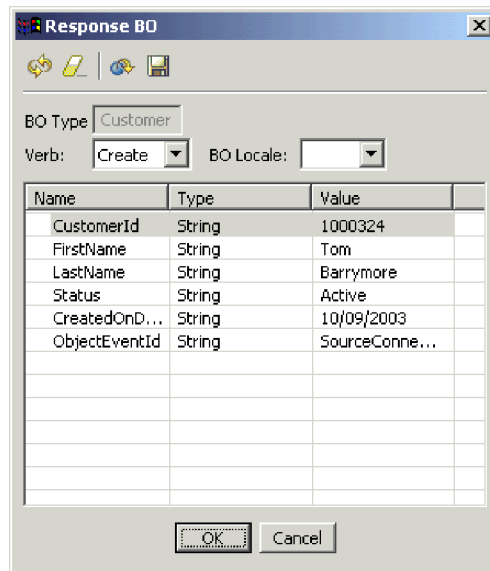 Response BO
BO Type Customer
Verb: Create BO Locale:
Name Type Value
CustomerId String 1000324
FirstName String Tom
LastName String Barrymore
Status String Active
CreatedOnD... String 10/09/2003
ObjectEventId String SourceConne...
OK Cancel